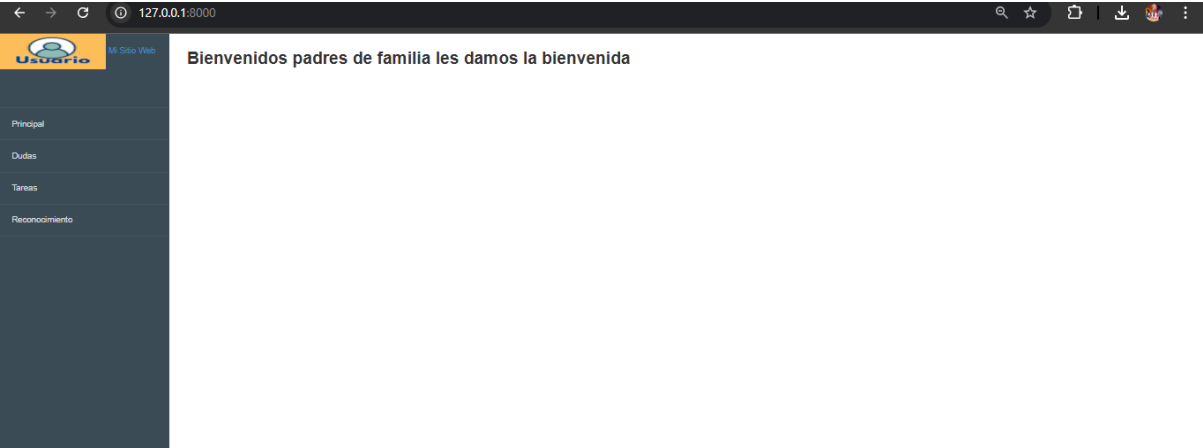 127.0.0.1:8000
Usuario
Mi Sitio Web
Bienvenidos padres de familia les damos la bienvenida
Principal
Dudas
Tareas
Reconocimiento